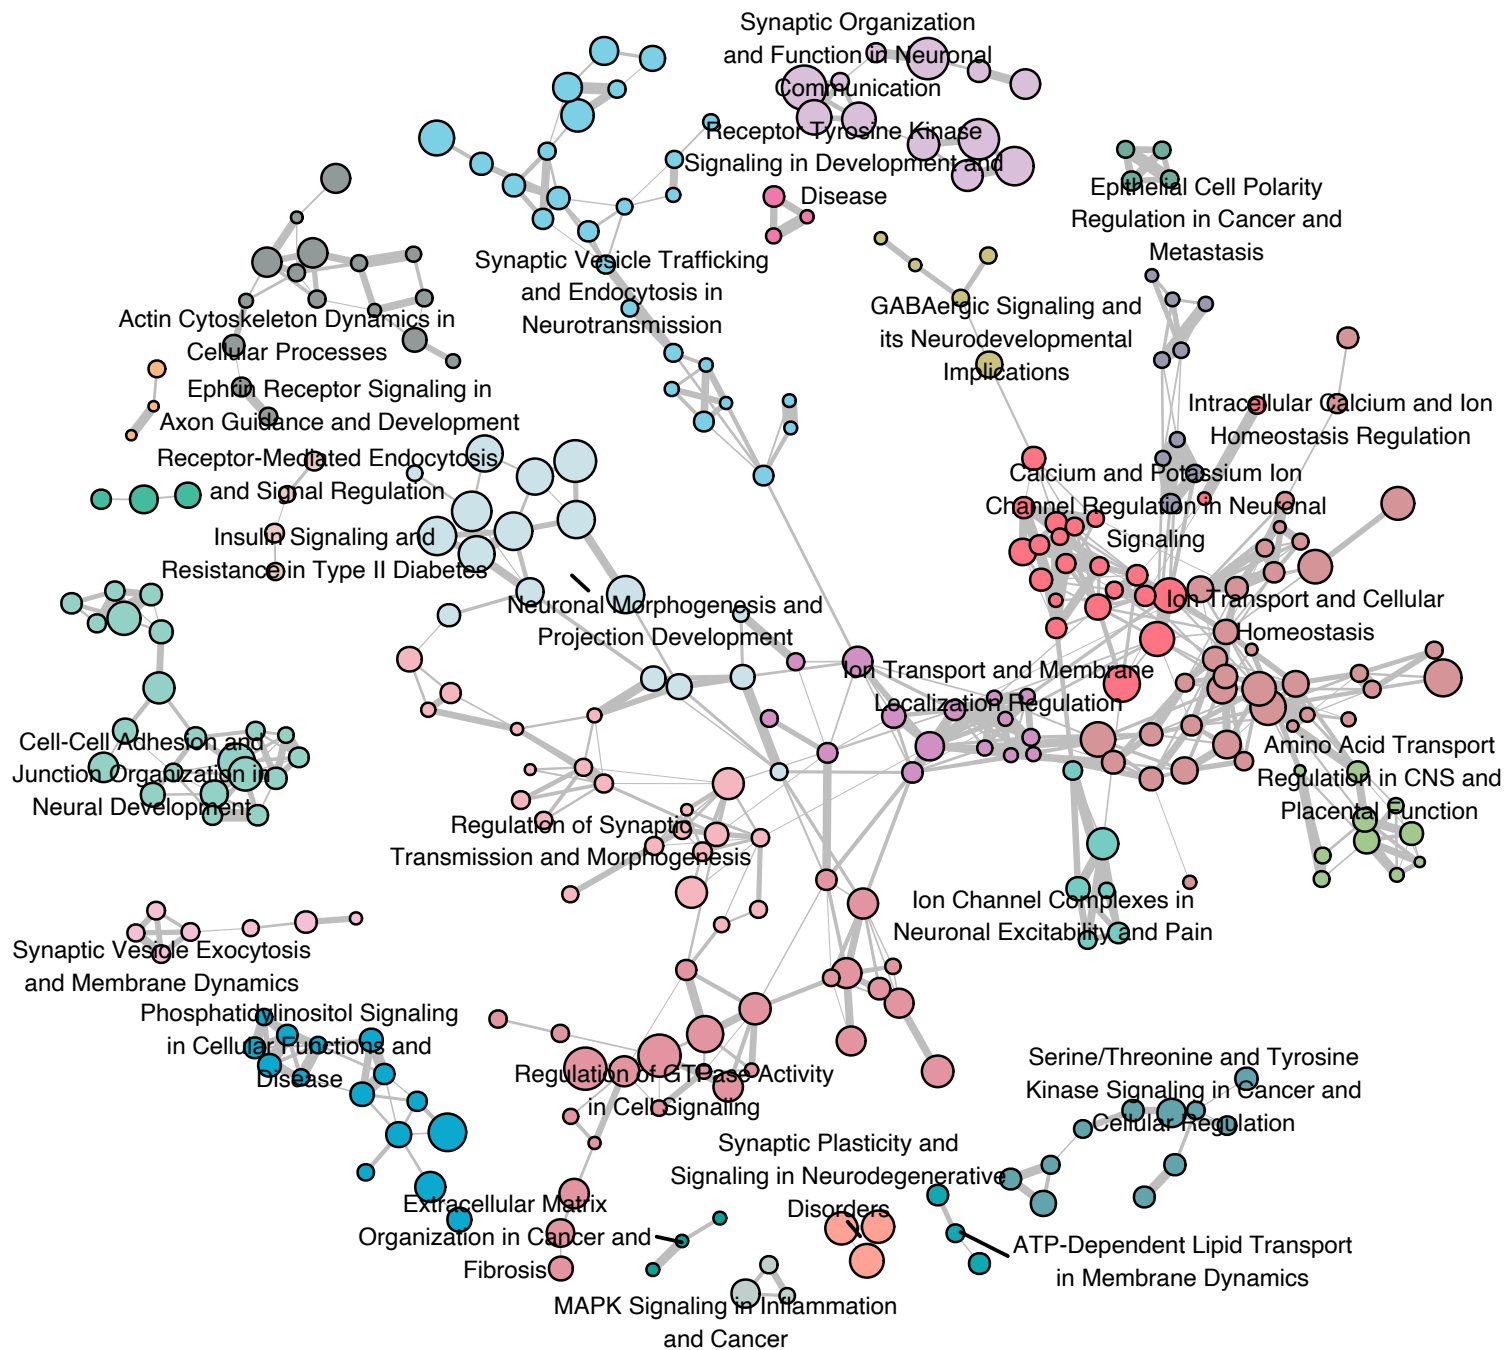 Synaptic Organization
and Function in Neuronal
Communication
Receptor Tyrosine Kinase
Signaling in Development and
Disease
Epithelial Cell Polarity
Regulation in Cancer and
Metastasis
Synaptic Vesicle Trafficking
and Endocytosis in
Neurotransmission
GABAergic Signaling and
its Neurodevelopmental
Implications
Actin Cytoskeleton Dynamics in
Cellular Processes
Ephrin Receptor Signaling in
Axon Guidance and Development
Intracellular Calcium and Ion
Homeostasis Regulation
Receptor-Mediated Endocytosis
and Signal Regulation
Calcium and Potassium Ion
Channel Regulation in Neuronal
Signaling
Insulin Signaling and
Resistance in Type II Diabetes
Neuronal Morphogenesis and
Projection Development
Ion Transport and Cellular
Homeostasis
Ion Transport and Membrane
Localization Regulation
Cell-Cell Adhesion and
Junction Organization in
Neural Development
Amino Acid Transport
Regulation in CNS and
Placental Function
Regulation of Synaptic
Transmission and Morphogenesis
Ion Channel Complexes in
Neuronal Excitability and Pain
Synaptic Vesicle Exocytosis
and Membrane Dynamics
Phosphatidylinositol Signaling
in Cellular Functions and
Disease
Regulation of GTPase Activity
in Cell Signaling
Serine/Threonine and Tyrosine
Kinase Signaling in Cancer and
Cellular Regulation
Synaptic Plasticity and
Signaling in Neurodegenerative
Disorders
Extracellular Matrix
Organization in Cancer and
Fibrosis
ATP-Dependent Lipid Transport
in Membrane Dynamics
MAPK Signaling in Inflammation
and Cancer